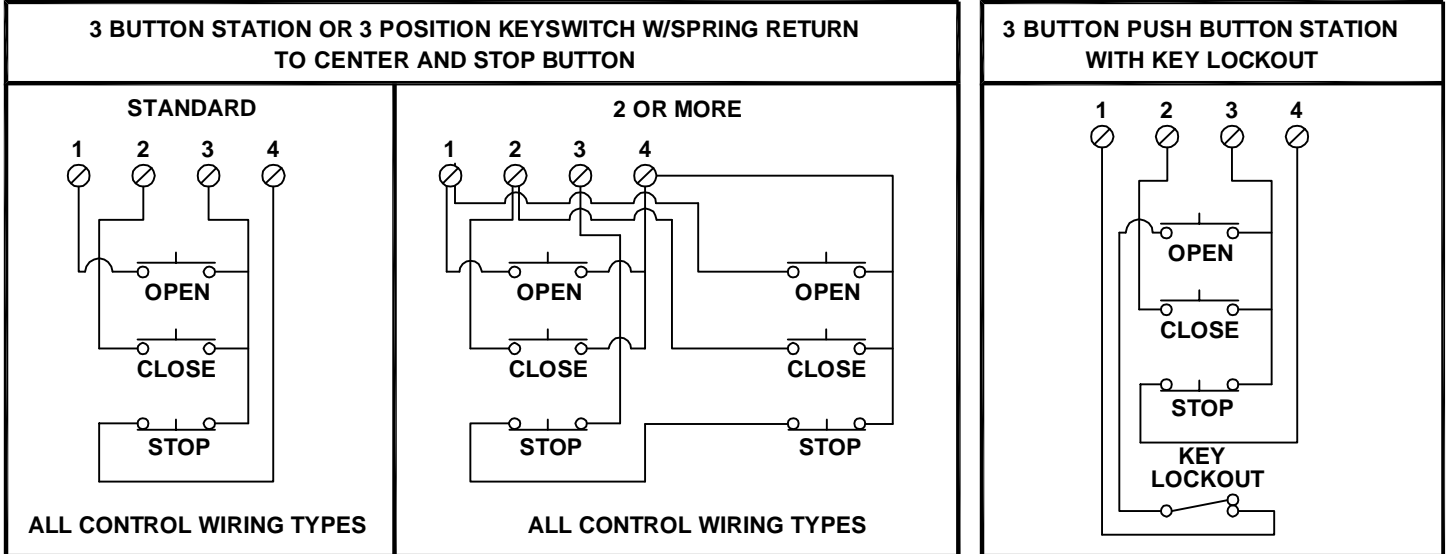 3 BUTTON STATION OR 3 POSITION KEYSWITCH W/SPRING RETURN
TO CENTER AND STOP BUTTON
STANDARD
1 2 3 4
OPEN
CLOSE
STOP
ALL CONTROL WIRING TYPES
2 OR MORE
1 2 3 4
OPEN OPEN
CLOSE CLOSE
STOP STOP
ALL CONTROL WIRING TYPES
3 BUTTON PUSH BUTTON STATION
WITH KEY LOCKOUT
1 2 3 4
OPEN
CLOSE
STOP
KEY
LOCKOUT